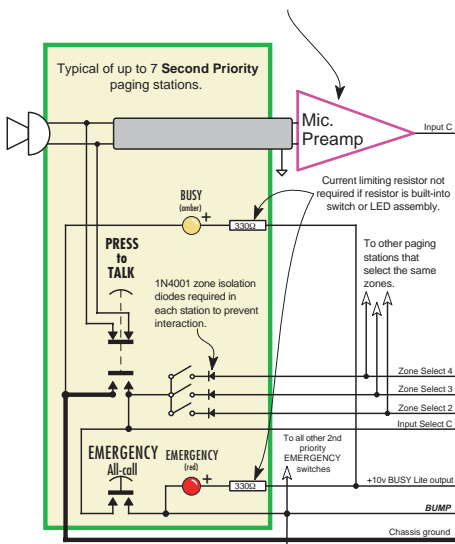 Typical of up to 7 Second Priority
paging stations.
Mic.
Preamp
Input C
Current limiting resistor not
required if resistor is built-into
switch or LED assembly.
BUSY
(amber)
+
330Ω
PRESS
to
TALK
To other paging
stations that
select the same
zones.
1N4001 zone isolation
diodes required in
each station to prevent
interaction.
Zone Select 4
Zone Select 3
Zone Select 2
Input Select C
EMERGENCY
All-call
EMERGENCY
(red)
+
330Ω
To all other 2nd
priority
EMERGENCY
switches
+10v BUSY Lite output
BUMP
Chassis ground